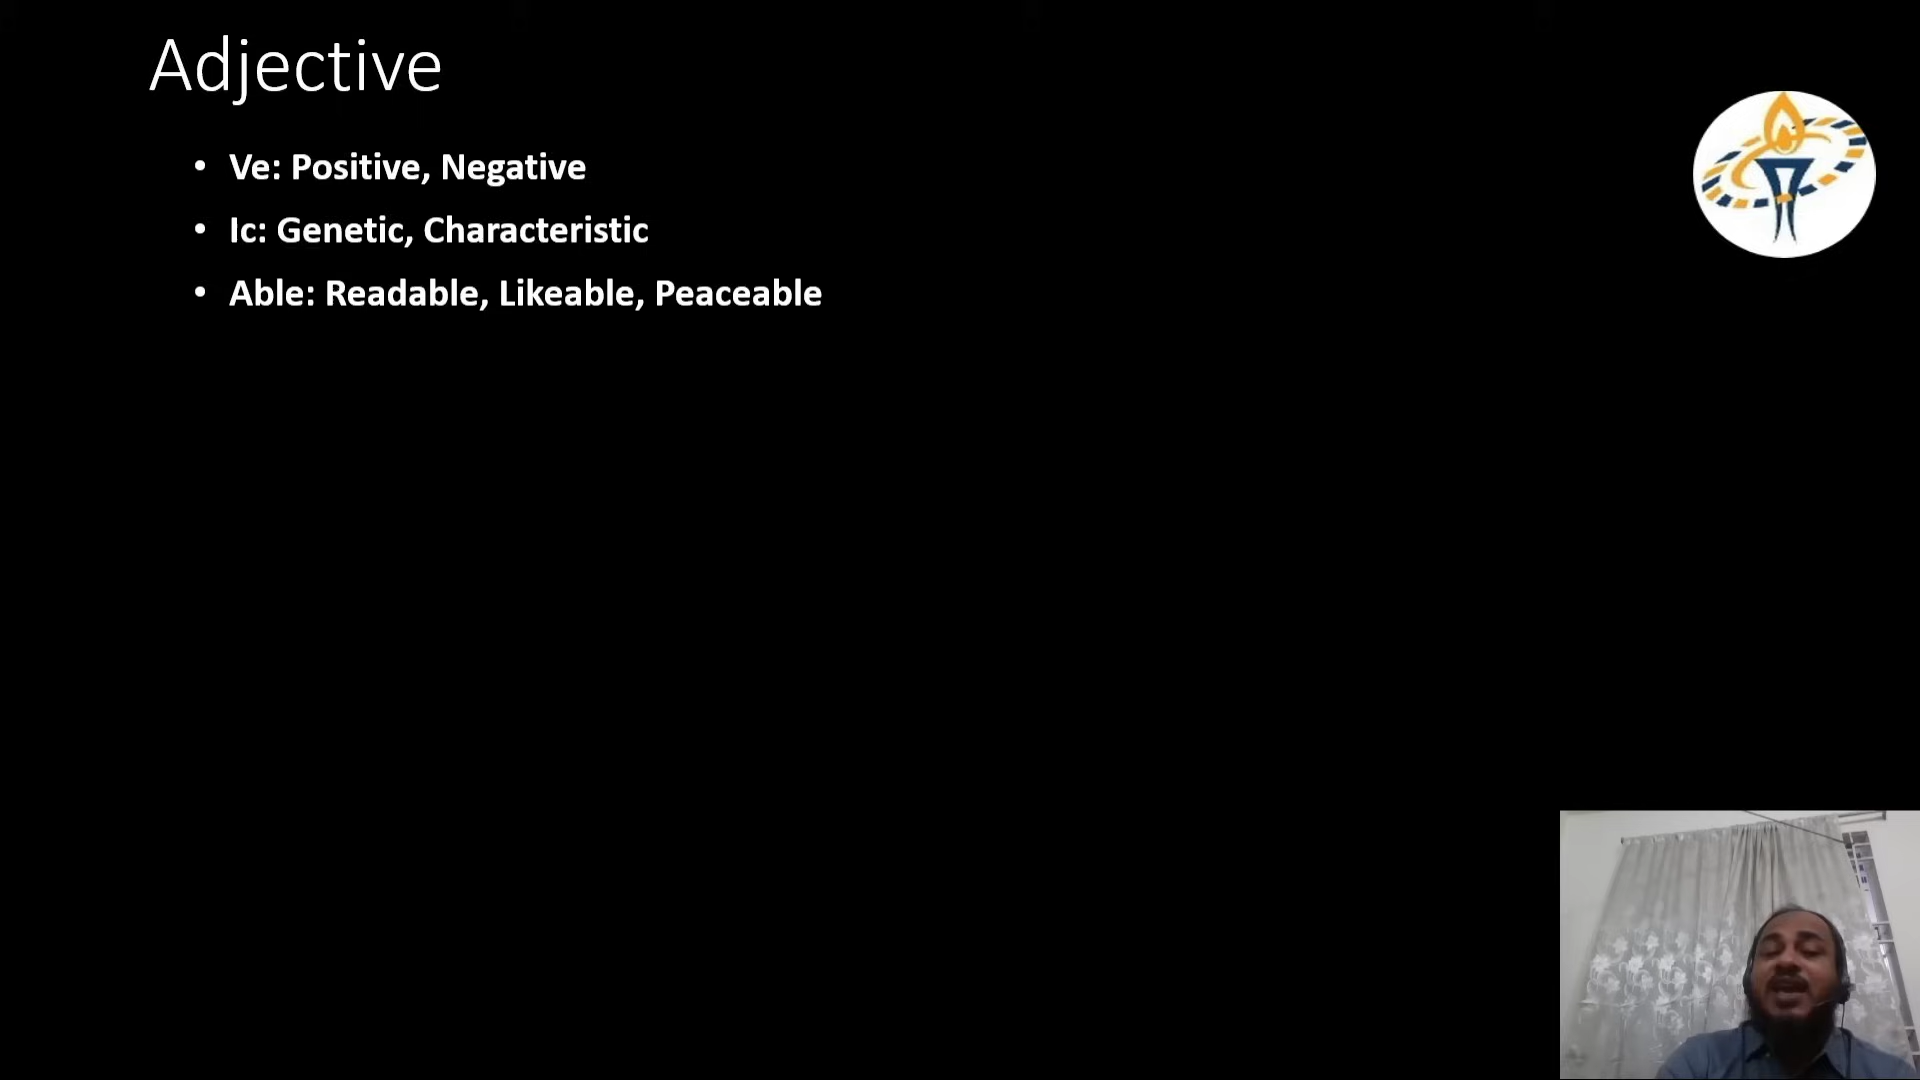 Adjective
• Ve: Positive, Negative
• Ic: Genetic, Characteristic
• Able: Readable, Likeable, Peaceable